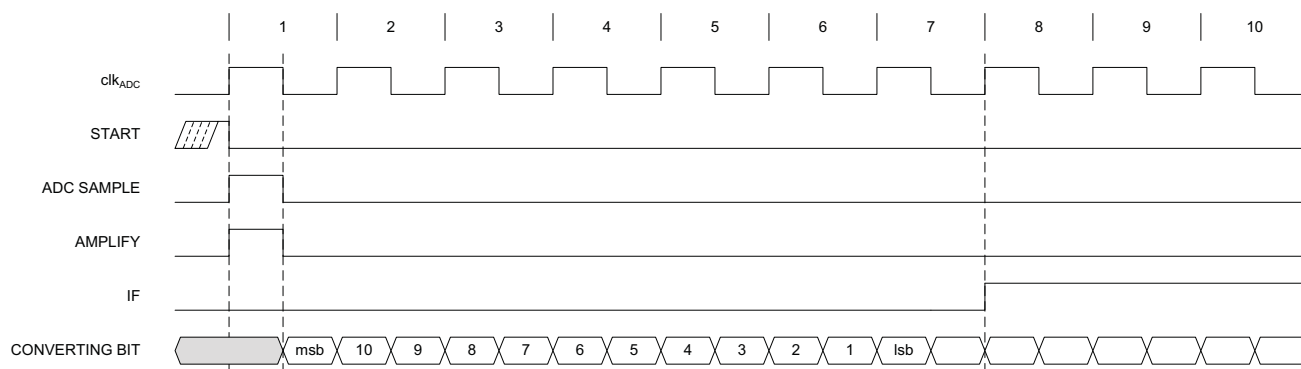 1 2 3 4 5 6 7 8 9 10
clkADC
START
ADC SAMPLE
AMPLIFY
IF
CONVERTING BIT msb 10 9 8 7 6 5 4 3 2 1 lsb